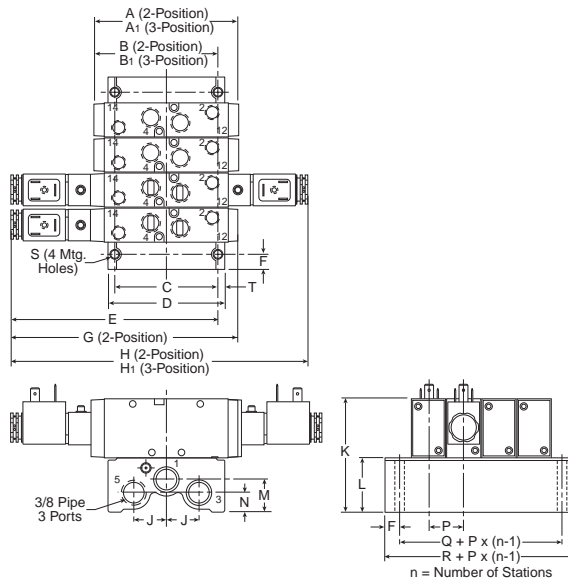 A (2-Position)
A1 (3-Position)
B (2-Position)
B1 (3-Position)
14 2
4 12
14 2
4 12
14 2
4 12
14 2
4 12
S (4 Mtg.
Holes)
F
C T
D
E
G (2-Position)
H (2-Position)
H1 (3-Position)
K
L
1
5
3
M
N
3/8 Pipe
3 Ports
J J
F P
Q + P x (n-1)
R + P x (n-1)
n = Number of Stations